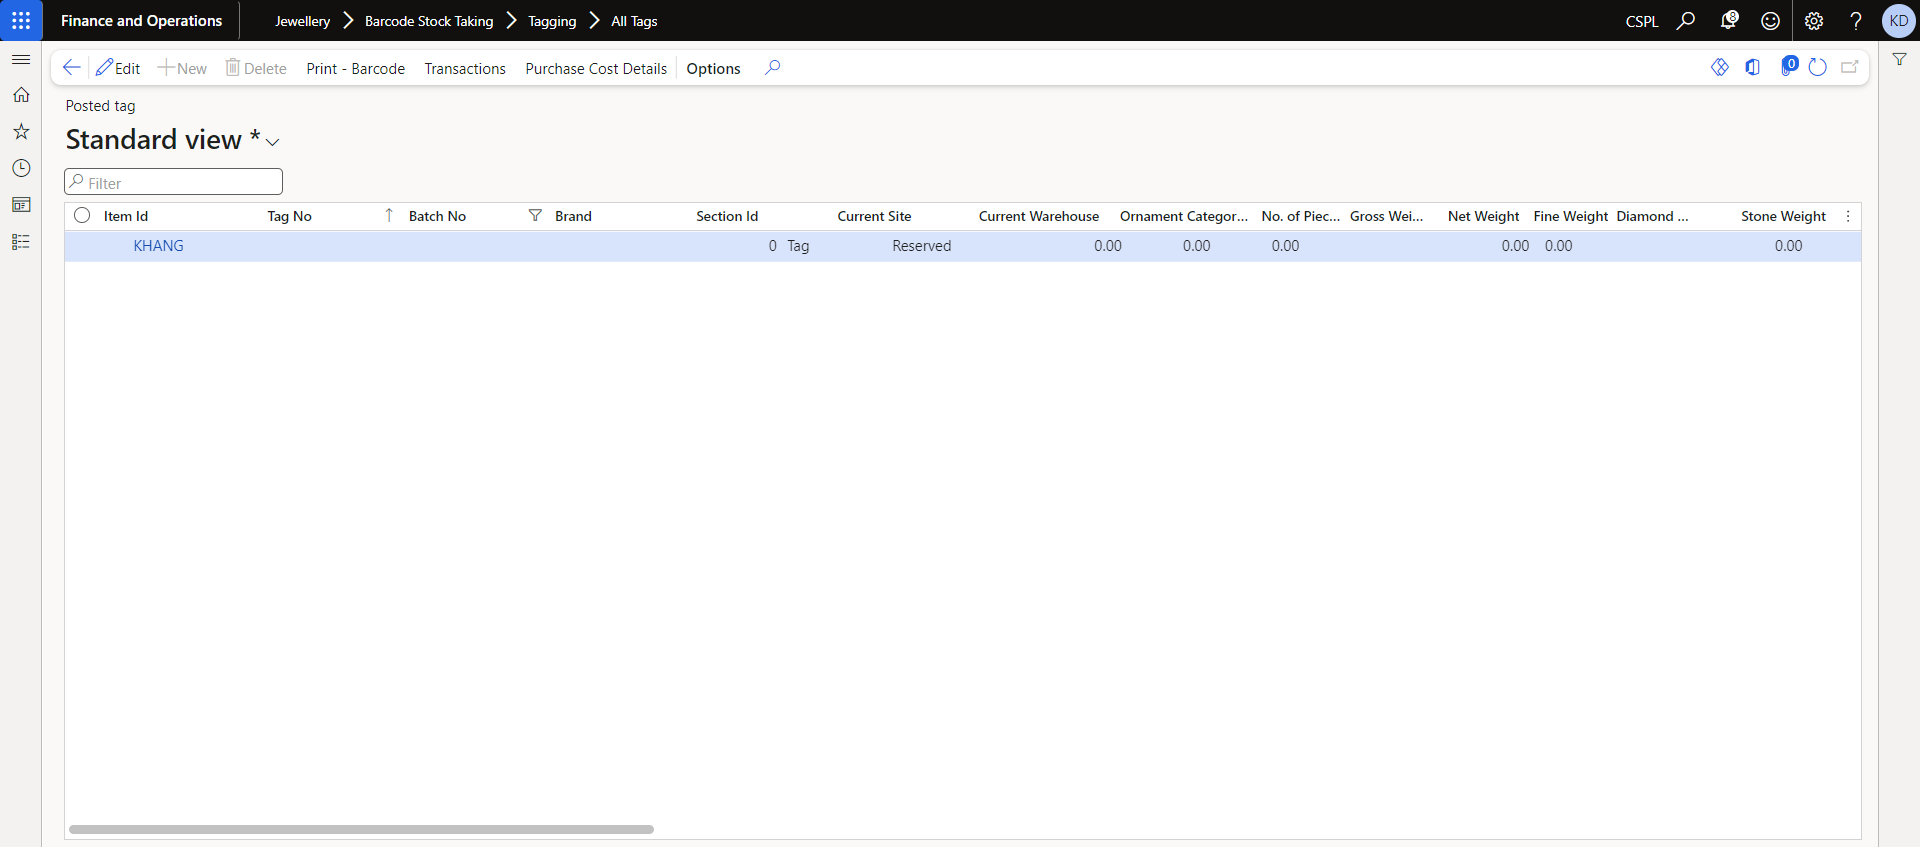 Finance and Operations Jewellery Barcode Stock Taking Tagging All Tags CSPL 8 ? KD
Edit New Delete Print - Barcode Transactions Purchase Cost Details Options 0
Posted tag
Standard view *
Filter
Item Id Tag No Batch No Brand Section Id Current Site Current Warehouse Ornament Categor... No. of Piec... Gross Wei... Net Weight Fine Weight Diamond ... Stone Weight
KHANG 0 Tag Reserved 0.00 0.00 0.00 0.00 0.00 0.00